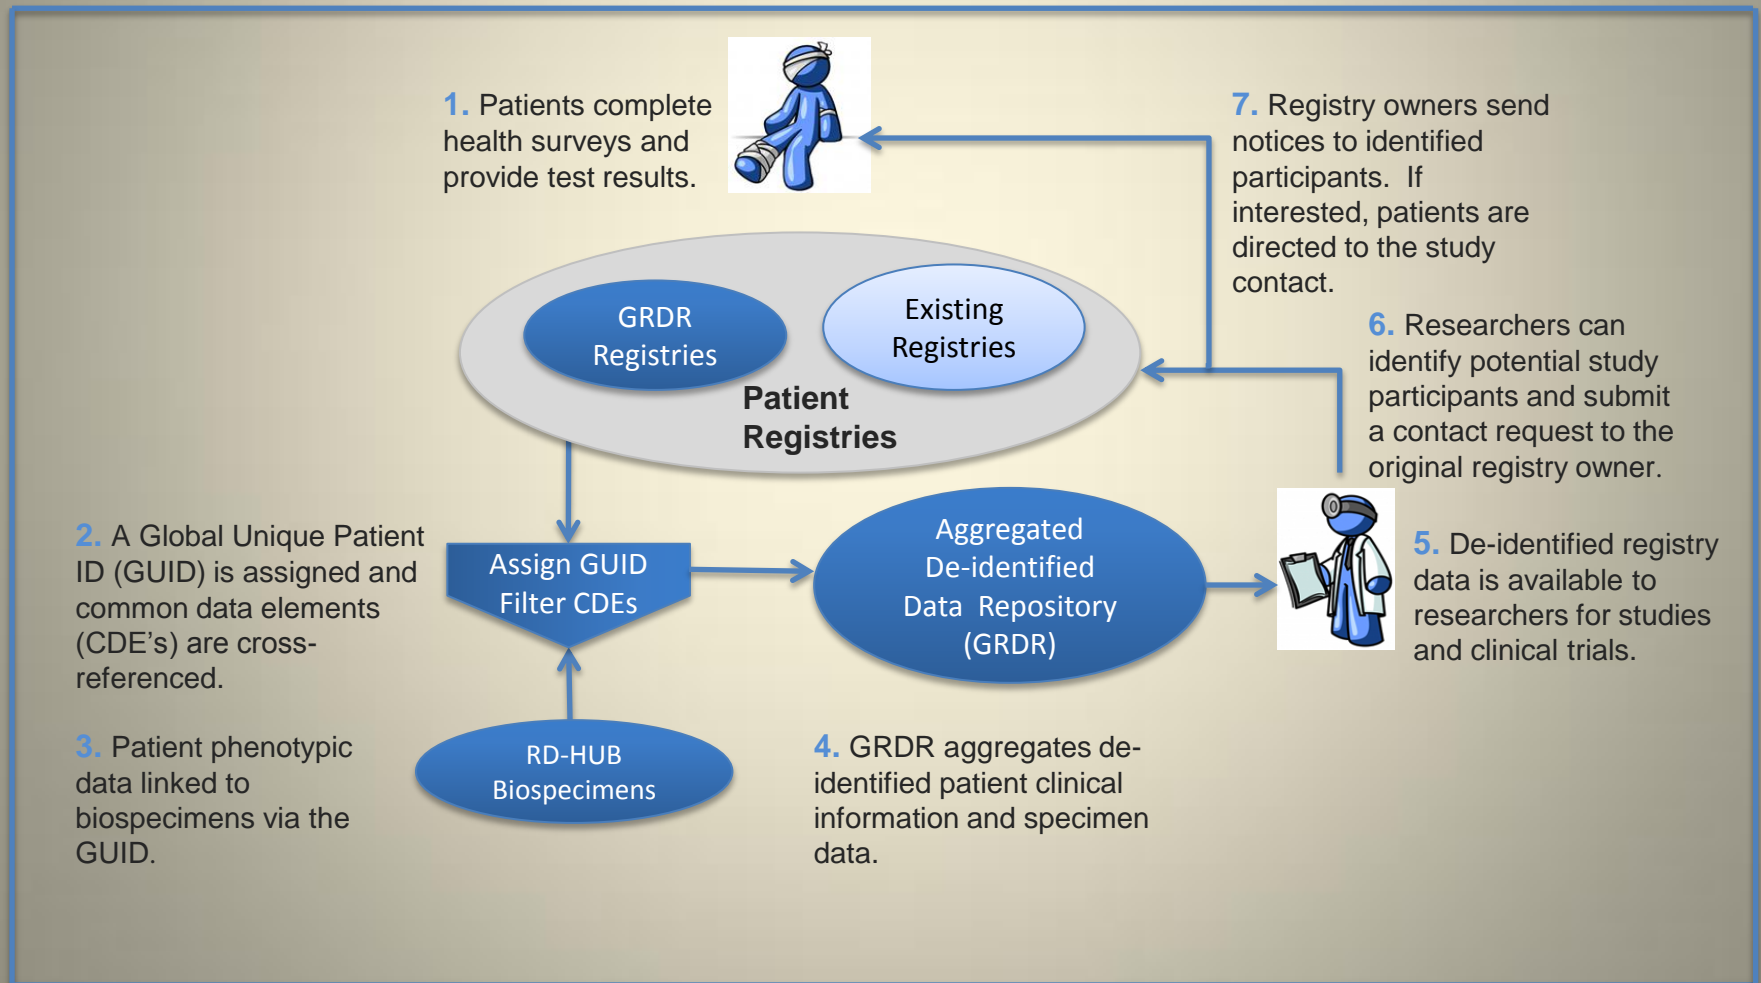 1. Patients complete
health surveys and
provide test results.
7. Registry owners send
notices to identified
participants.  If
interested, patients are
directed to the study
contact.
GRDR
Registries
Existing
Registries
Patient
Registries
6. Researchers can
identify potential study
participants and submit
a contact request to the
original registry owner.
2. A Global Unique Patient
ID (GUID) is assigned and
common data elements
(CDE's) are cross-
referenced.
Assign GUID
Filter CDEs
Aggregated
De-identified
Data  Repository
(GRDR)
5. De-identified registry
data is available to
researchers for studies
and clinical trials.
3. Patient phenotypic
data linked to
biospecimens via the
GUID.
RD-HUB
Biospecimens
4. GRDR aggregates de-
identified patient clinical
information and specimen
data.